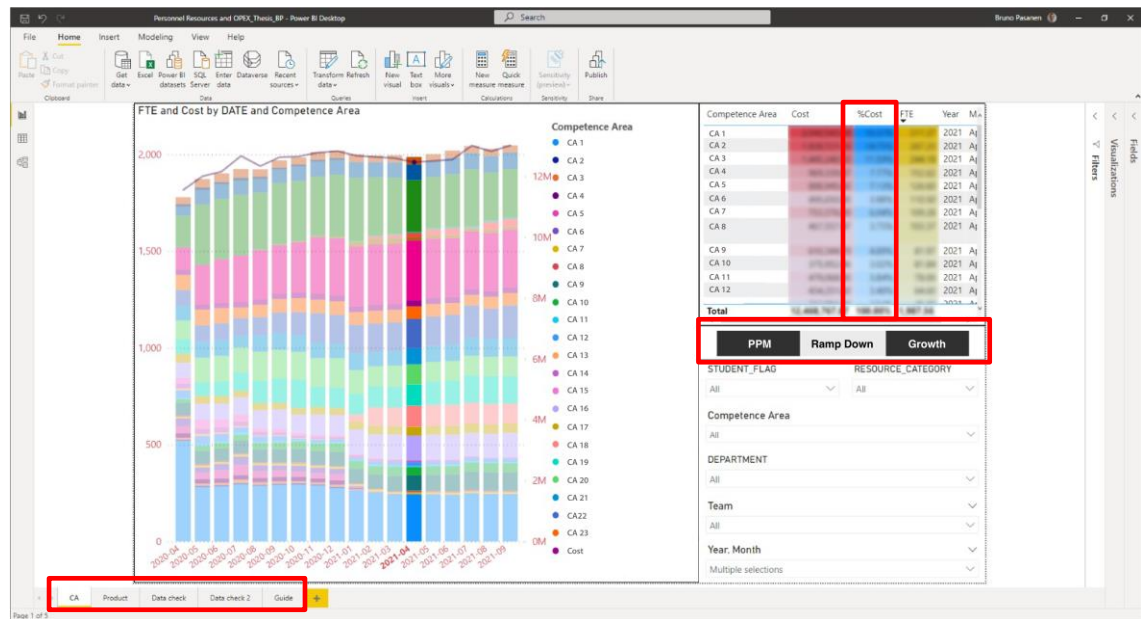 Personnel Resources and OPEX_Thesis_BP - Power BI Desktop
Search
Bruno Pasanen
File Home Insert Modeling View Help
Paste
Cut
Copy
Format painter
Clipboard
Get data
Excel
Power BI datasets
SQL Server
Enter data
Dataverse
Recent sources
Data
Transform data
Refresh
Queries
New visual
Text box
More visuals
Insert
New measure
Quick measure
Calculations
Sensitivity (preview)
Sensitivity
Publish
Share
FTE and Cost by DATE and Competence Area
2,000
1,500
1,000
500
0
12M
10M
8M
6M
4M
2M
0M
2020-04 2020-05 2020-06 2020-07 2020-08 2020-09 2020-10 2020-11 2020-12 2021-01 2021-02 2021-03 2021-04 2021-05 2021-06 2021-07 2021-08 2021-09
Competence Area
CA 1
CA 2
CA 3
CA 4
CA 5
CA 6
CA 7
CA 8
CA 9
CA 10
CA 11
CA 12
CA 13
CA 14
CA 15
CA 16
CA 17
CA 18
CA 19
CA 20
CA 21
CA22
CA 23
Cost
Competence Area Cost %Cost FTE Year
CA 1 2021
CA 2 2021
CA 3 2021
CA 4 2021
CA 5 2021
CA 6 2021
CA 7 2021
CA 8 2021
CA 9 2021
CA 10 2021
CA 11 2021
CA 12 2021
Total
PPM Ramp Down Growth
STUDENT_FLAG RESOURCE_CATEGORY
All All
Competence Area
All
DEPARTMENT
All
Team
All
Year, Month
Multiple selections
Filters
Visualizations
Fields
CA Product Data check Data check 2 Guide
Page 1 of 5